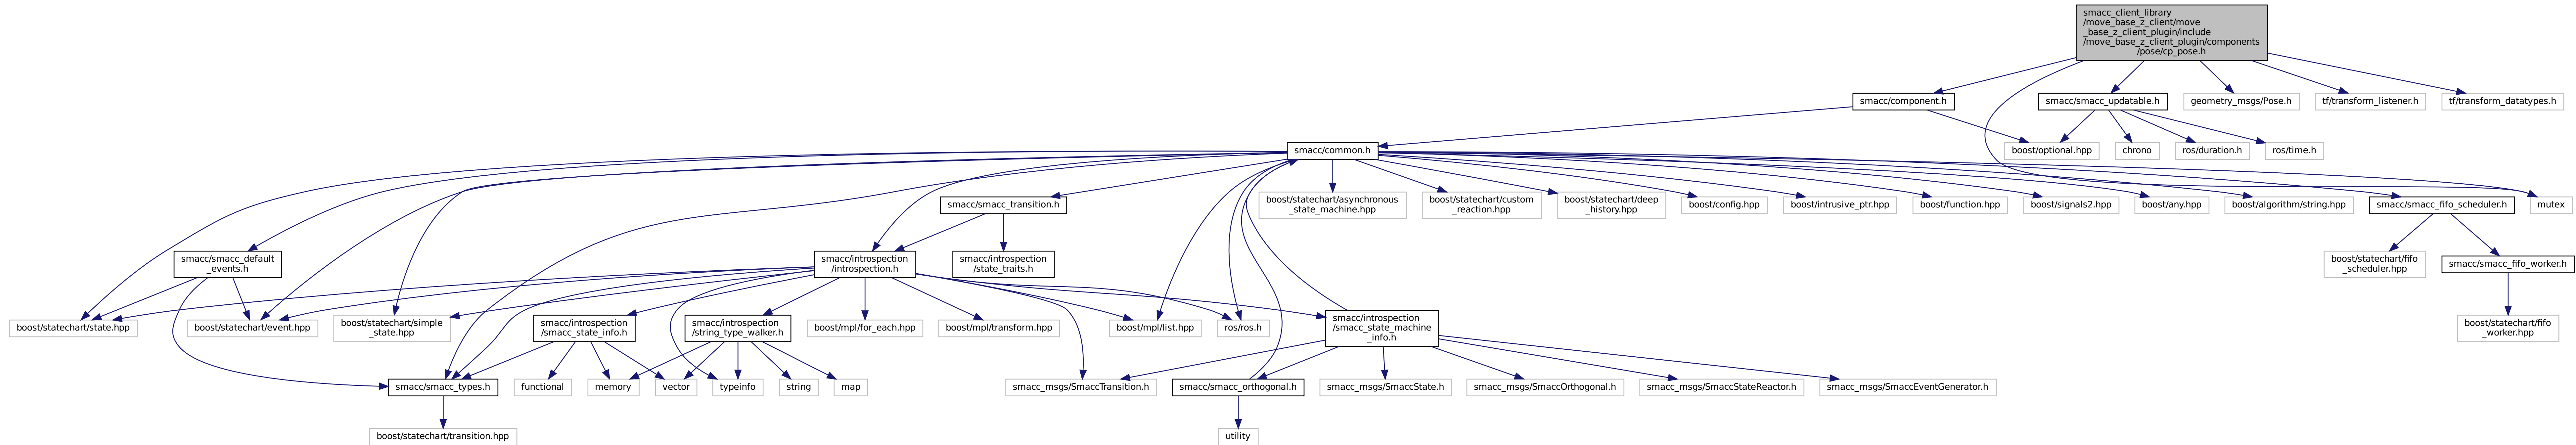 smacc_client_library
/move_base_z_client/move
_base_z_client_plugin/include
/move_base_z_client_plugin/components
/pose/cp_pose.h
smacc/component.h
smacc/smacc_updatable.h
geometry_msgs/Pose.h
tf/transform_listener.h
tf/transform_datatypes.h
smacc/common.h
boost/optional.hpp
chrono
ros/duration.h
ros/time.h
smacc/smacc_transition.h
boost/statechart/asynchronous
_state_machine.hpp
boost/statechart/custom
_reaction.hpp
boost/statechart/deep
_history.hpp
boost/config.hpp
boost/intrusive_ptr.hpp
boost/function.hpp
boost/signals2.hpp
boost/any.hpp
boost/algorithm/string.hpp
smacc/smacc_fifo_scheduler.h
mutex
smacc/smacc_default
_events.h
smacc/introspection
/introspection.h
smacc/introspection
/state_traits.h
boost/statechart/fifo
_scheduler.hpp
smacc/smacc_fifo_worker.h
boost/statechart/state.hpp
boost/statechart/event.hpp
boost/statechart/simple
_state.hpp
smacc/introspection
/smacc_state_info.h
smacc/introspection
/string_type_walker.h
boost/mpl/for_each.hpp
boost/mpl/transform.hpp
boost/mpl/list.hpp
ros/ros.h
smacc/introspection
/smacc_state_machine
_info.h
boost/statechart/fifo
_worker.hpp
smacc/smacc_types.h
functional
memory
vector
typeinfo
string
map
smacc_msgs/SmaccTransition.h
smacc/smacc_orthogonal.h
smacc_msgs/SmaccState.h
smacc_msgs/SmaccOrthogonal.h
smacc_msgs/SmaccStateReactor.h
smacc_msgs/SmaccEventGenerator.h
boost/statechart/transition.hpp
utility